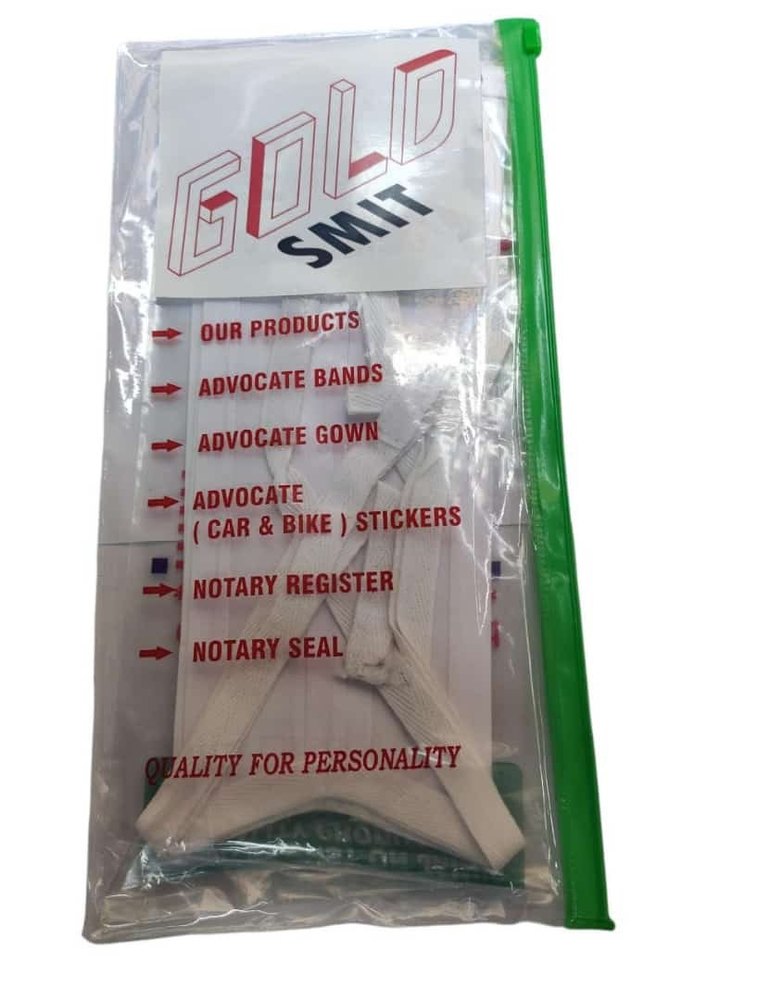 GOLD
SMIT
OUR PRODUCTS
ADVOCATE BANDS
ADVOCATE GOWN
ADVOCATE
( CAR & BIKE ) STICKERS
NOTARY REGISTER
NOTARY SEAL
QUALITY FOR PERSONALITY